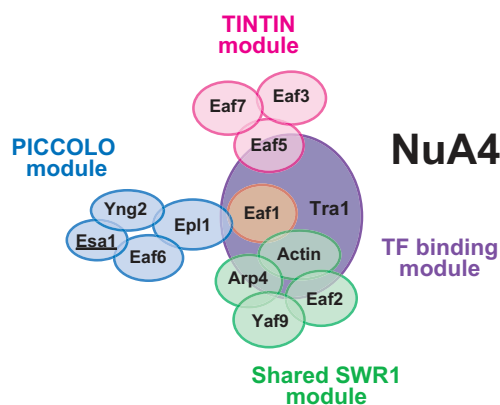 TINTIN
module
Eaf7
Eaf3
Eaf5
NuA4
PICCOLO
module
Yng2
Esa1
Eaf6
Epl1
Eaf1
Tra1
TF binding
module
Actin
Arp4
Eaf2
Yaf9
Shared SWR1
module